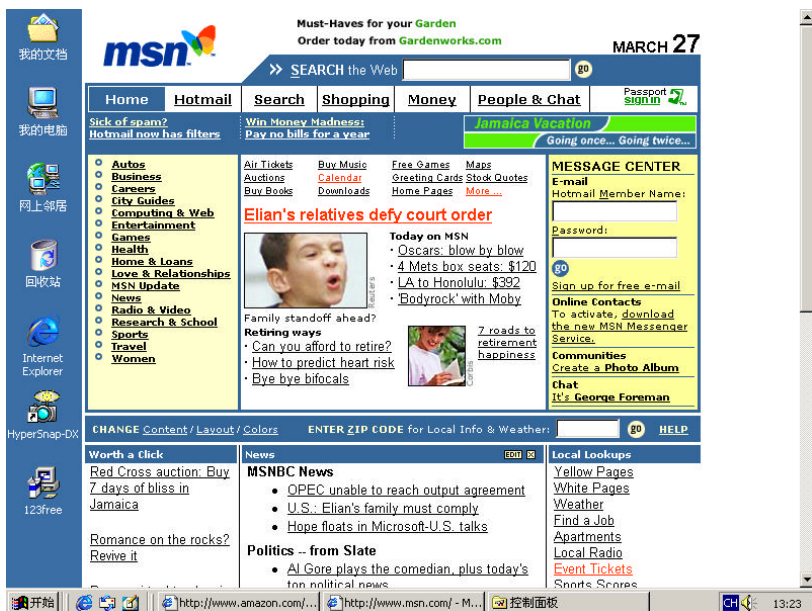 我的文档
我的电脑
网上邻居
回收站
Internet
Explorer
HyperSnap-DX
123free
msn
Must-Haves for your Garden
Order today from Gardenworks.com
MARCH 27
>> SEARCH the Web
go
Home Hotmail Search Shopping Money People & Chat
Passport
sign in
Sick of spam?
Hotmail now has filters
Win Money Madness:
Pay no bills for a year
Jamaica Vacation
Going once... Going twice...
Autos
Business
Careers
City Guides
Computing & Web
Entertainment
Games
Health
Home & Loans
Love & Relationships
MSN Update
News
Radio & Video
Research & School
Sports
Travel
Women
Air Tickets Buy Music Free Games Maps
Auctions Calendar Greeting Cards Stock Quotes
Buy Books Downloads Home Pages More ...
Elian's relatives defy court order
Reuters
Family standoff ahead?
Retiring ways
· Can you afford to retire?
· How to predict heart risk
· Bye bye bifocals
Today on MSN
· Oscars: blow by blow
· 4 Mets box seats: $120
· LA to Honolulu: $392
· 'Bodyrock' with Moby
Corbis
7 roads to
retirement
happiness
MESSAGE CENTER
E-mail
Hotmail Member Name:
Password:
go
Sign up for free e-mail
Online Contacts
To activate, download
the new MSN Messenger
Service.
Communities
Create a Photo Album
Chat
It's George Foreman
CHANGE Content / Layout / Colors
ENTER ZIP CODE for Local Info & Weather:
go
HELP
Worth a Click
Red Cross auction: Buy
7 days of bliss in
Jamaica
Romance on the rocks?
Revive it
News
EDIT
MSNBC News
• OPEC unable to reach output agreement
• U.S.: Elian's family must comply
• Hope floats in Microsoft-U.S. talks
Politics -- from Slate
• Al Gore plays the comedian, plus today's
top political news
Local Lookups
Yellow Pages
White Pages
Weather
Find a Job
Apartments
Local Radio
Event Tickets
Sports Scores
开始
http://www.amazon.com/...
http://www.msn.com/ - M...
控制面板
CH
13:23